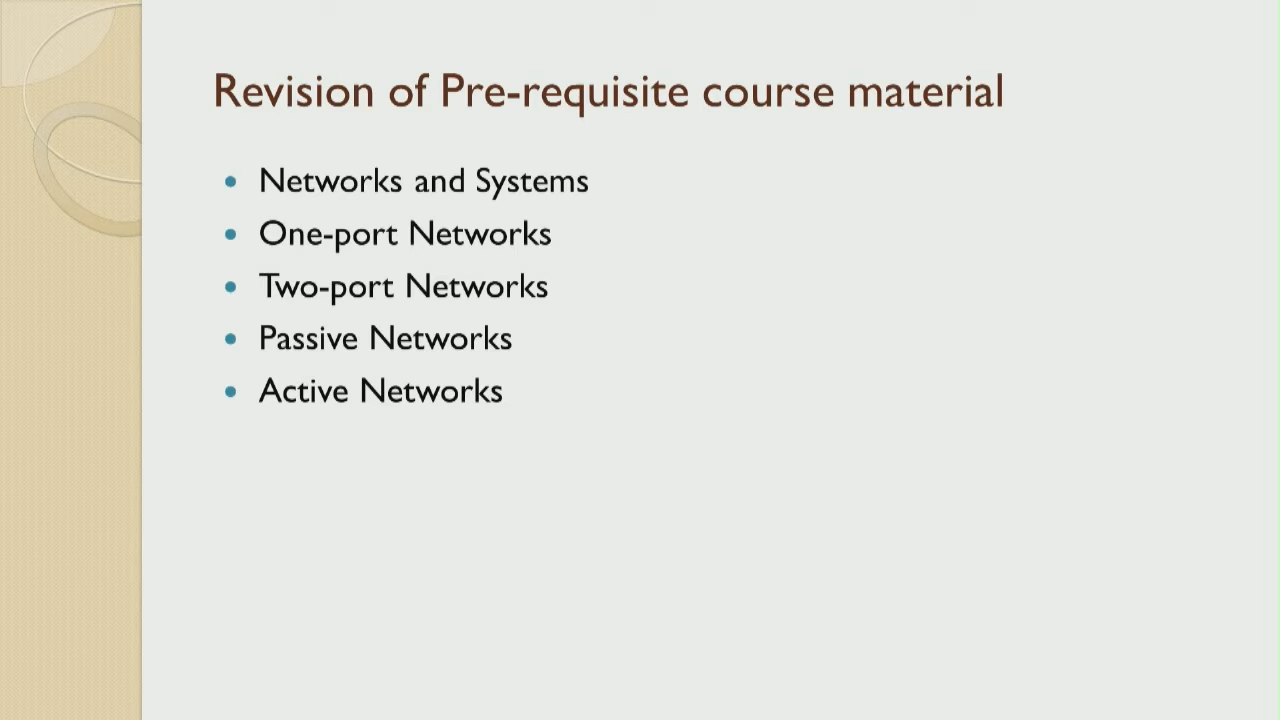 Revision of Pre-requisite course material
Networks and Systems
One-port Networks
Two-port Networks
Passive Networks
Active Networks